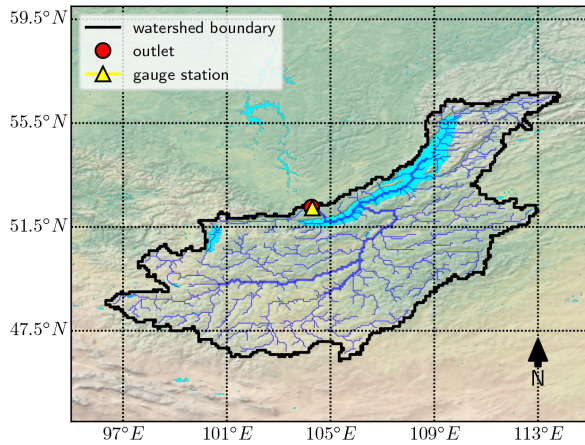 59.5°N
watershed boundary
outlet
gauge station
55.5°N
51.5°N
47.5°N
N
97°E
101°E
105°E
109°E
113°E